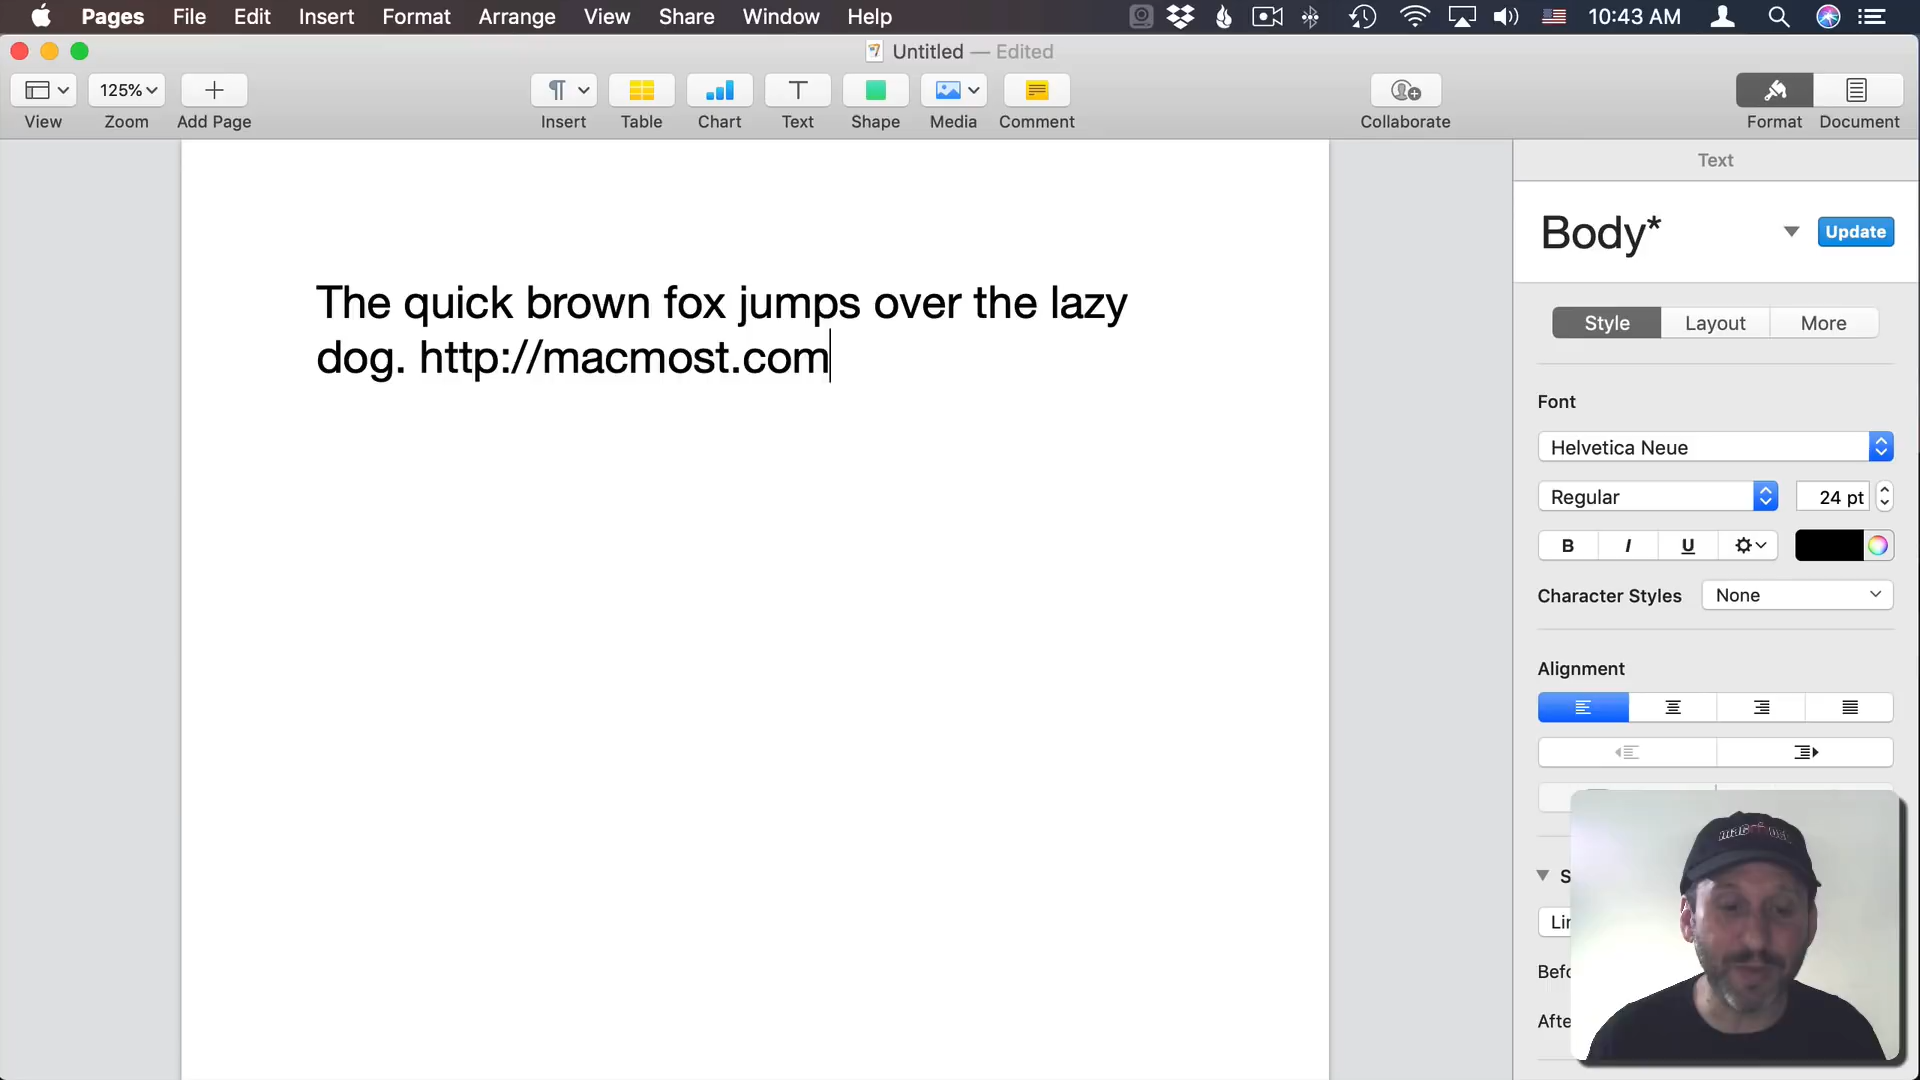 Pages File Edit Insert Format Arrange View Share Window Help 10:43 AM
Untitled — Edited
125%
View Zoom Add Page Insert Table Chart Text Shape Media Comment Collaborate Format Document
Text
Body* Update
The quick brown fox jumps over the lazy
dog. http://macmost.com
Style Layout More
Font
Helvetica Neue
Regular 24 pt
B I U
Character Styles None
Alignment
S
Lin
Befo
Afte